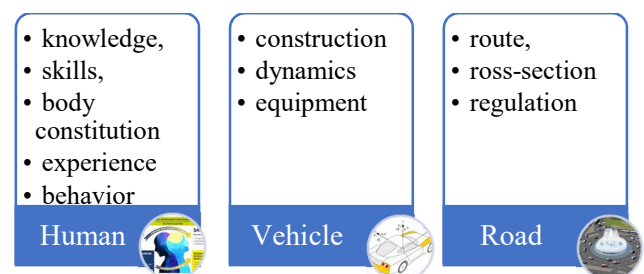 • knowledge,
• skills,
• body
constitution
• experience
• behavior
Human
• construction
• dynamics
• equipment
Vehicle
• route,
• ross-section
• regulation
Road